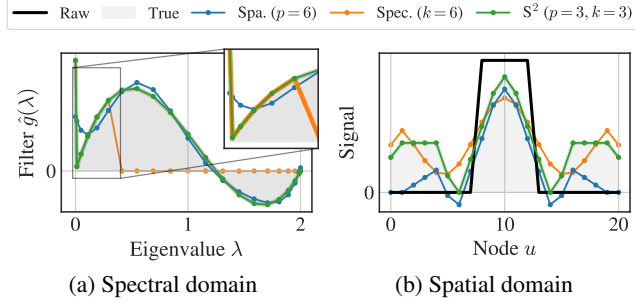 Raw True Spa. (p = 6) Spec. (k = 6) S² (p = 3, k = 3)
Filter ĝ(λ)
0
0 1 2
Eigenvalue λ
(a) Spectral domain
Signal
0
0 10 20
Node u
(b) Spatial domain